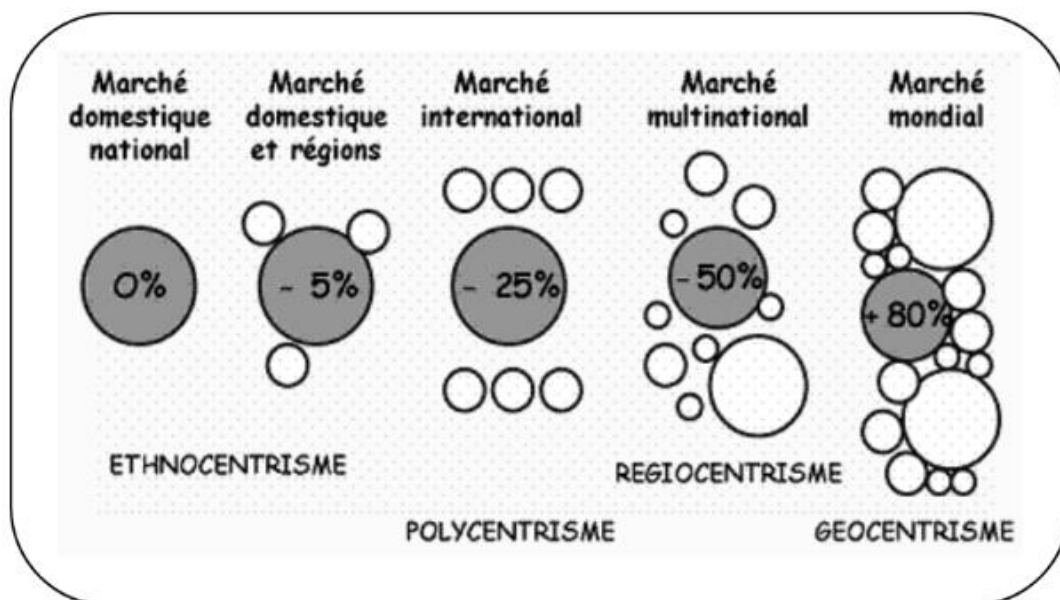 Marché
domestique
national
Marché
domestique
et régions
Marché
international
Marché
multinational
Marché
mondial
0%
- 5%
- 25%
- 50%
+ 80%
ETHNOCENTRISME
REGIOCENTRISME
POLYCENTRISME
GEOCENTRISME